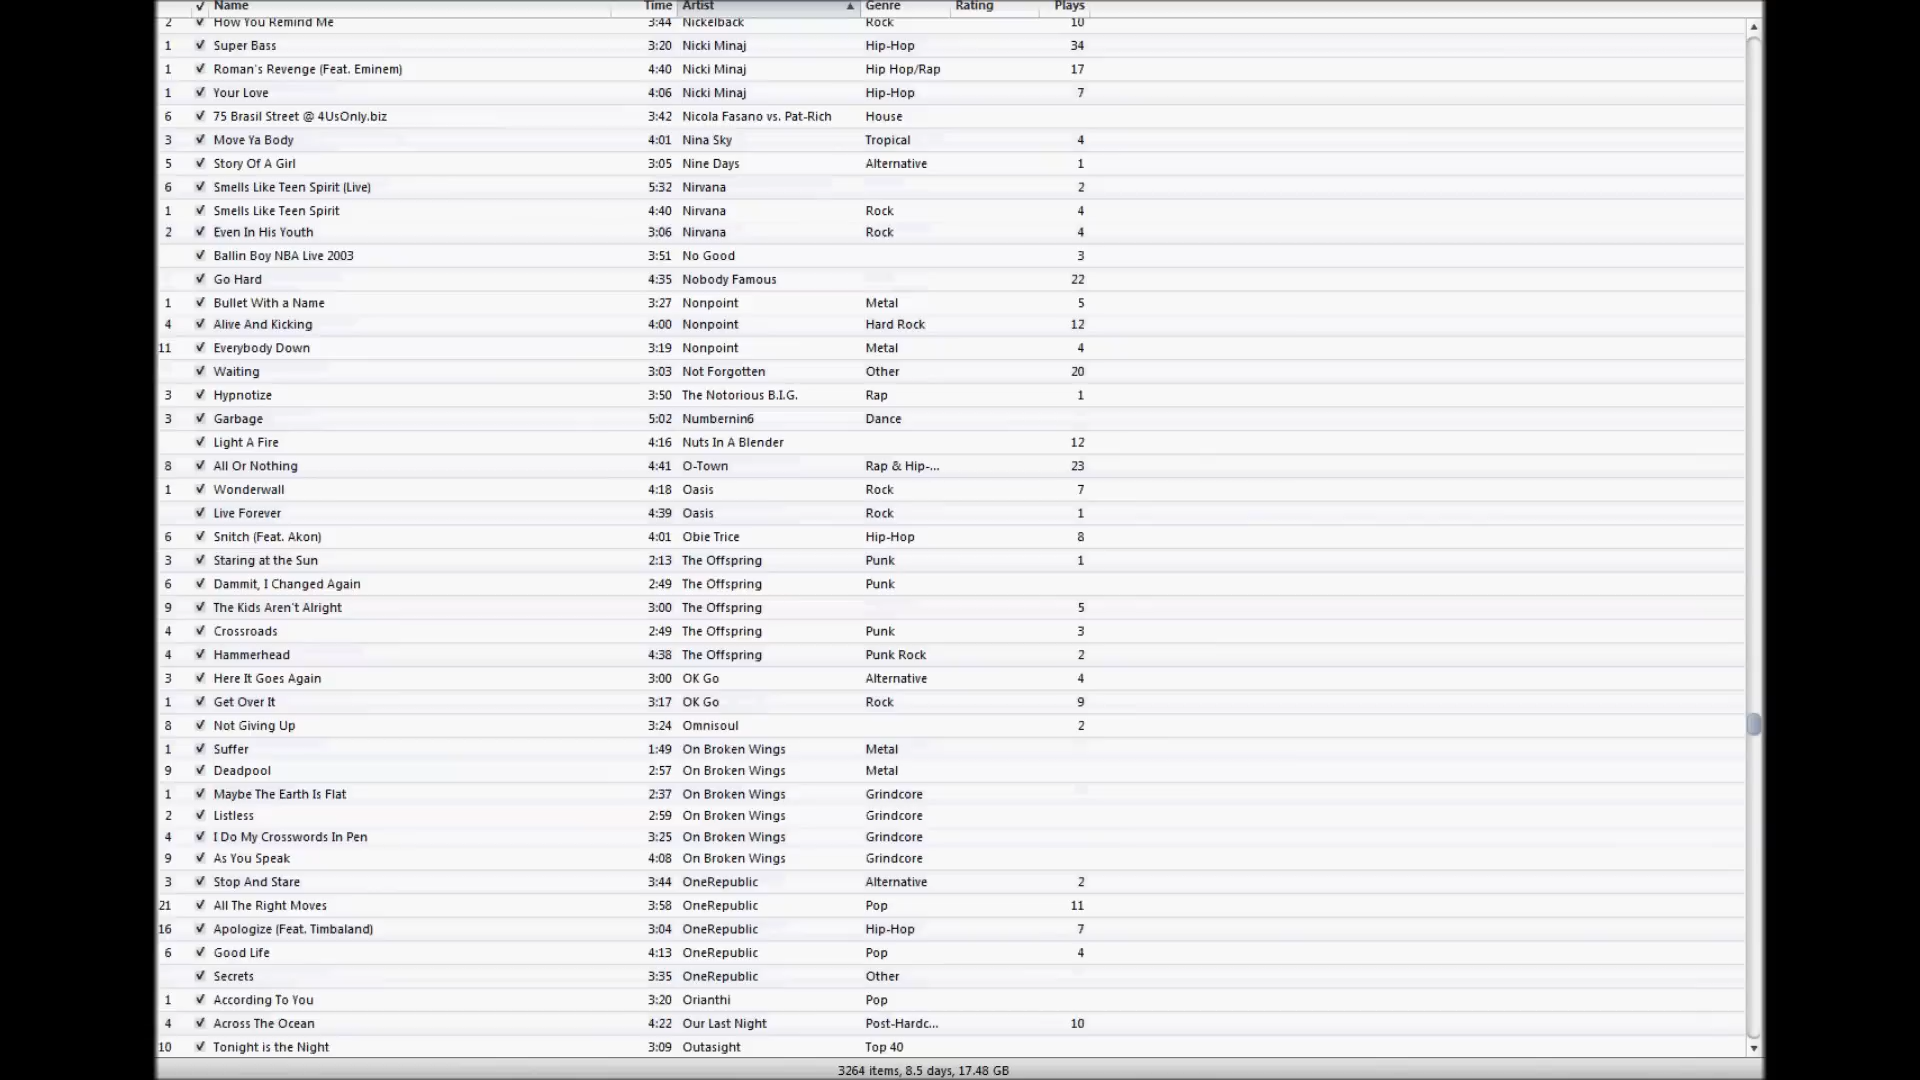 ✓ Name Time Artist ▲ Genre Rating Plays
2 ✓ How You Remind Me 3:44 Nickelback Rock 10
1 ✓ Super Bass 3:20 Nicki Minaj Hip-Hop 34
1 ✓ Roman's Revenge (Feat. Eminem) 4:40 Nicki Minaj Hip Hop/Rap 17
1 ✓ Your Love 4:06 Nicki Minaj Hip-Hop 7
6 ✓ 75 Brasil Street @ 4UsOnly.biz 3:42 Nicola Fasano vs. Pat-Rich House
3 ✓ Move Ya Body 4:01 Nina Sky Tropical 4
5 ✓ Story Of A Girl 3:05 Nine Days Alternative 1
6 ✓ Smells Like Teen Spirit (Live) 5:32 Nirvana 2
1 ✓ Smells Like Teen Spirit 4:40 Nirvana Rock 4
2 ✓ Even In His Youth 3:06 Nirvana Rock 4
✓ Ballin Boy NBA Live 2003 3:51 No Good 3
✓ Go Hard 4:35 Nobody Famous 22
1 ✓ Bullet With a Name 3:27 Nonpoint Metal 5
4 ✓ Alive And Kicking 4:00 Nonpoint Hard Rock 12
11 ✓ Everybody Down 3:19 Nonpoint Metal 4
✓ Waiting 3:03 Not Forgotten Other 20
3 ✓ Hypnotize 3:50 The Notorious B.I.G. Rap 1
3 ✓ Garbage 5:02 Numbernin6 Dance
✓ Light A Fire 4:16 Nuts In A Blender 12
8 ✓ All Or Nothing 4:41 O-Town Rap & Hip-... 23
1 ✓ Wonderwall 4:18 Oasis Rock 7
✓ Live Forever 4:39 Oasis Rock 1
6 ✓ Snitch (Feat. Akon) 4:01 Obie Trice Hip-Hop 8
3 ✓ Staring at the Sun 2:13 The Offspring Punk 1
6 ✓ Dammit, I Changed Again 2:49 The Offspring Punk
9 ✓ The Kids Aren't Alright 3:00 The Offspring 5
4 ✓ Crossroads 2:49 The Offspring Punk 3
4 ✓ Hammerhead 4:38 The Offspring Punk Rock 2
3 ✓ Here It Goes Again 3:00 OK Go Alternative 4
1 ✓ Get Over It 3:17 OK Go Rock 9
8 ✓ Not Giving Up 3:24 Omnisoul 2
1 ✓ Suffer 1:49 On Broken Wings Metal
9 ✓ Deadpool 2:57 On Broken Wings Metal
1 ✓ Maybe The Earth Is Flat 2:37 On Broken Wings Grindcore
2 ✓ Listless 2:59 On Broken Wings Grindcore
4 ✓ I Do My Crosswords In Pen 3:25 On Broken Wings Grindcore
9 ✓ As You Speak 4:08 On Broken Wings Grindcore
3 ✓ Stop And Stare 3:44 OneRepublic Alternative 2
21 ✓ All The Right Moves 3:58 OneRepublic Pop 11
16 ✓ Apologize (Feat. Timbaland) 3:04 OneRepublic Hip-Hop 7
6 ✓ Good Life 4:13 OneRepublic Pop 4
✓ Secrets 3:35 OneRepublic Other
1 ✓ According To You 3:20 Orianthi Pop
4 ✓ Across The Ocean 4:22 Our Last Night Post-Hardc... 10
10 ✓ Tonight is the Night 3:09 Outasight Top 40
3264 items, 8.5 days, 17.48 GB